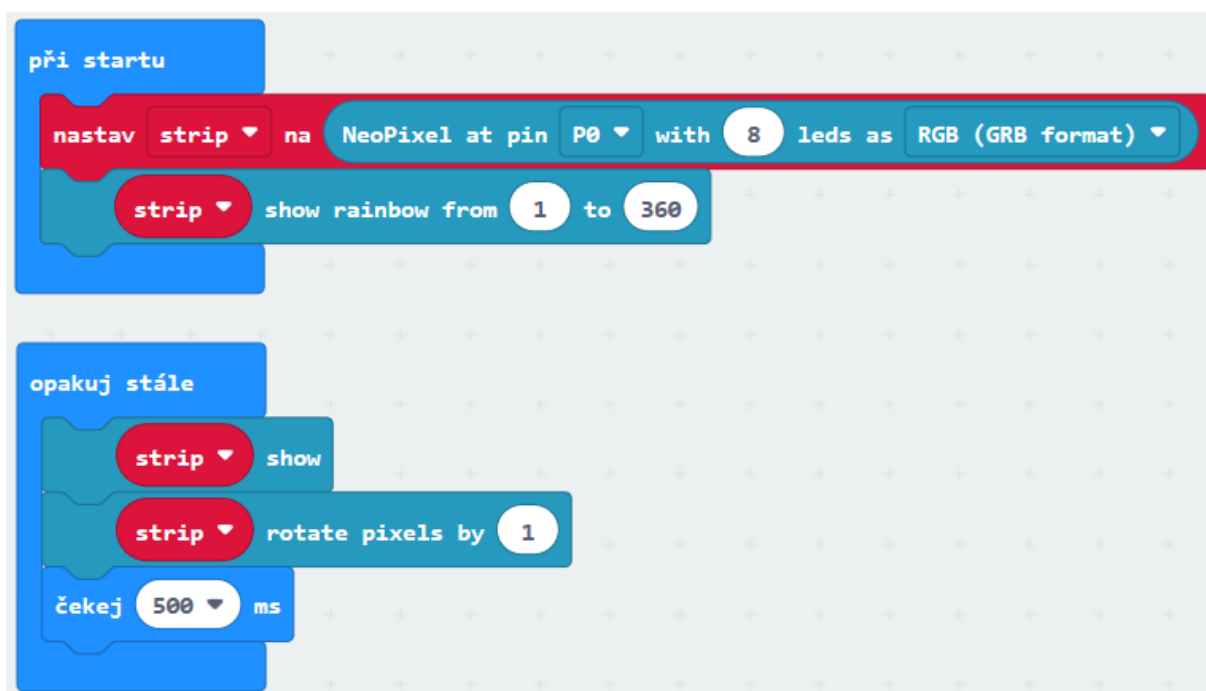 při startu
nastav strip na NeoPixel at pin P0 with 8 leds as RGB (GRB format)
strip show rainbow from 1 to 360
opakuj stále
strip show
strip rotate pixels by 1
čekej 500 ms